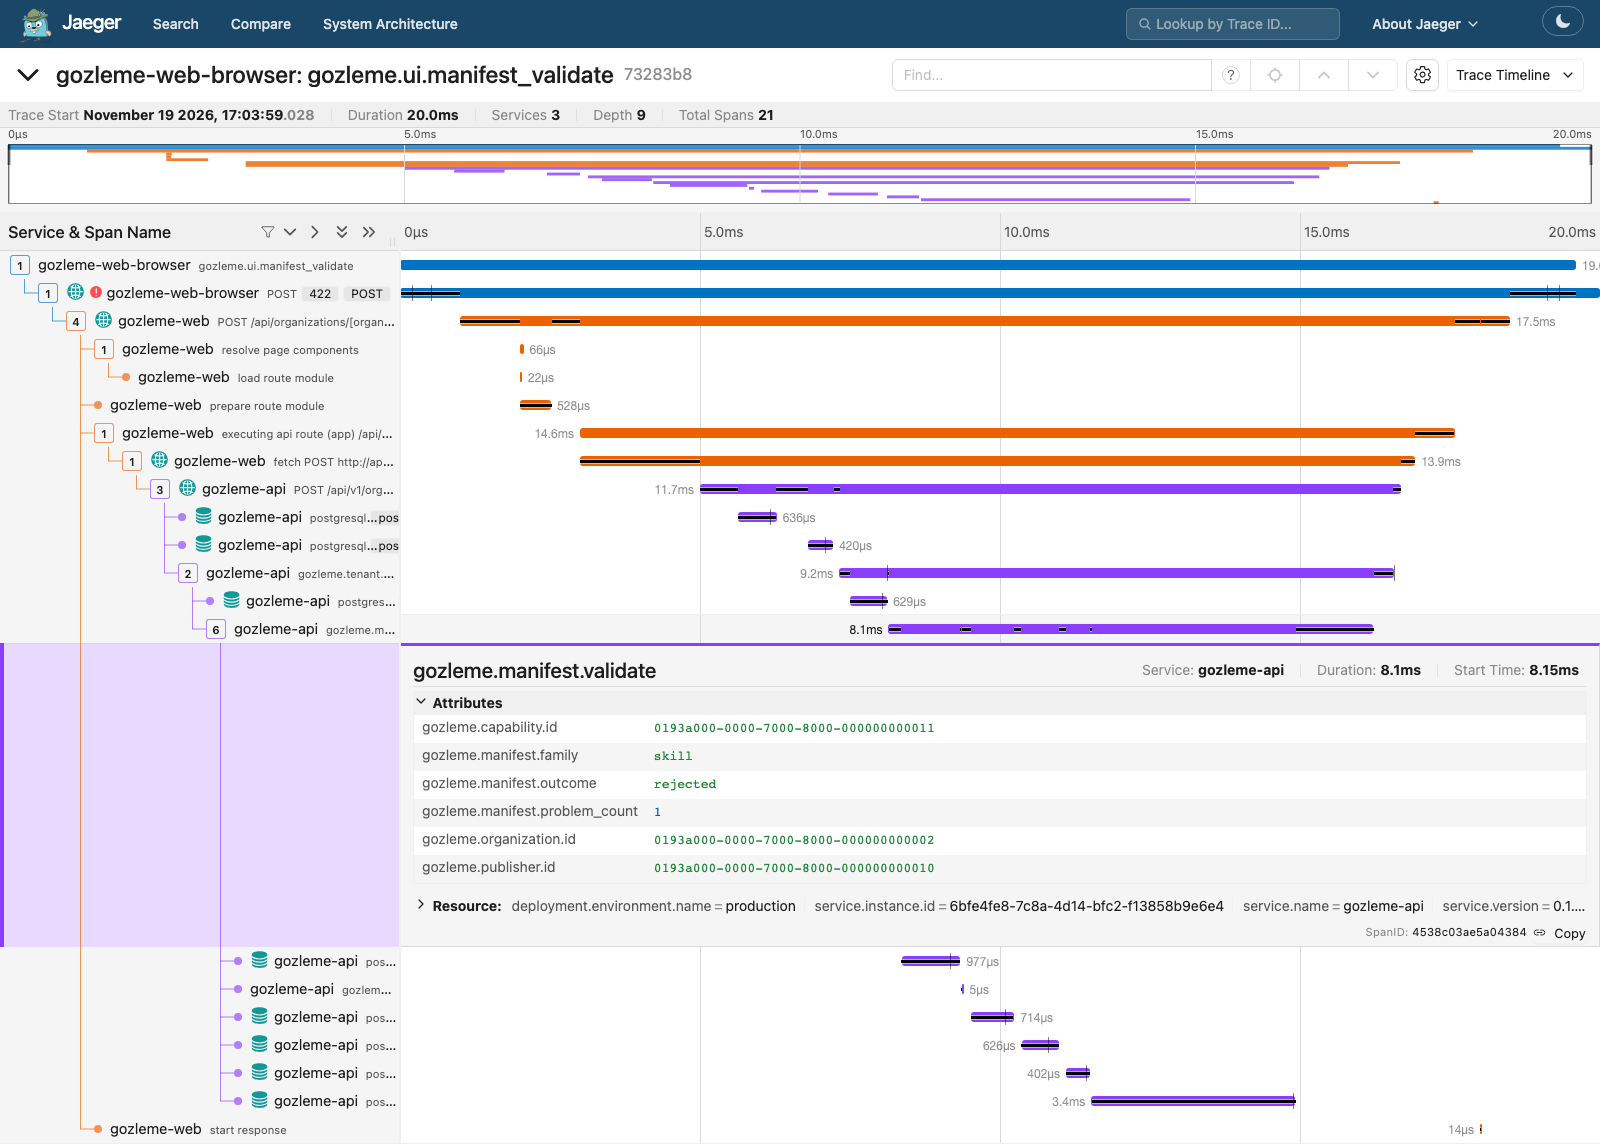 Jaeger Search Compare System Architecture Lookup by Trace ID... About Jaeger
gozleme-web-browser: gozleme.ui.manifest_validate 73283b8 Find... ? Trace Timeline
Trace Start November 19 2026, 17:03:59.028 Duration 20.0ms Services 3 Depth 9 Total Spans 21
0μs 5.0ms 10.0ms 15.0ms 20.0ms
Service & Span Name 0μs 5.0ms 10.0ms 15.0ms 20.0ms
1 gozleme-web-browser gozleme.ui.manifest_validate 19.
1 gozleme-web-browser POST 422 POST
4 gozleme-web POST /api/organizations/[organ... 17.5ms
1 gozleme-web resolve page components 66μs
gozleme-web load route module 22μs
gozleme-web prepare route module 528μs
1 gozleme-web executing api route (app) /api/... 14.6ms
1 gozleme-web fetch POST http://ap... 13.9ms
3 gozleme-api POST /api/v1/org... 11.7ms
gozleme-api postgresql...pos 636μs
gozleme-api postgresql...pos 420μs
2 gozleme-api gozleme.tenant.... 9.2ms
gozleme-api postgres... 629μs
6 gozleme-api gozleme.m... 8.1ms
gozleme.manifest.validate Service: gozleme-api Duration: 8.1ms Start Time: 8.15ms
Attributes
gozleme.capability.id 0193a000-0000-7000-8000-000000000011
gozleme.manifest.family skill
gozleme.manifest.outcome rejected
gozleme.manifest.problem_count 1
gozleme.organization.id 0193a000-0000-7000-8000-000000000002
gozleme.publisher.id 0193a000-0000-7000-8000-000000000010
Resource: deployment.environment.name = production service.instance.id = 6bfe4fe8-7c8a-4d14-bfc2-f13858b9e6e4 service.name = gozleme-api service.version = 0.1....
SpanID: 4538c03ae5a04384 Copy
gozleme-api pos... 977μs
gozleme-api gozlem... 5μs
gozleme-api pos... 714μs
gozleme-api pos... 626μs
gozleme-api pos... 402μs
gozleme-api pos... 3.4ms
gozleme-web start response 14μs